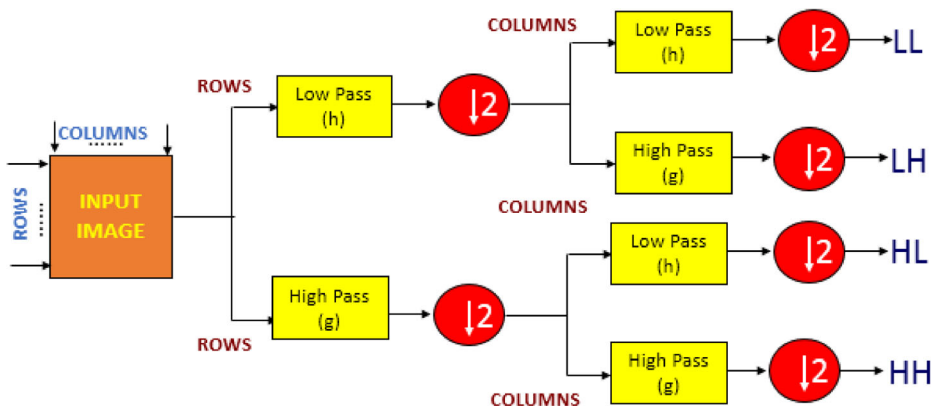 COLUMNS
Low Pass
(h)
↓2
LL
ROWS
Low Pass
(h)
↓2
COLUMNS
High Pass
(g)
↓2
LH
ROWS
INPUT
IMAGE
COLUMNS
Low Pass
(h)
↓2
HL
High Pass
(g)
↓2
ROWS
High Pass
(g)
↓2
HH
COLUMNS